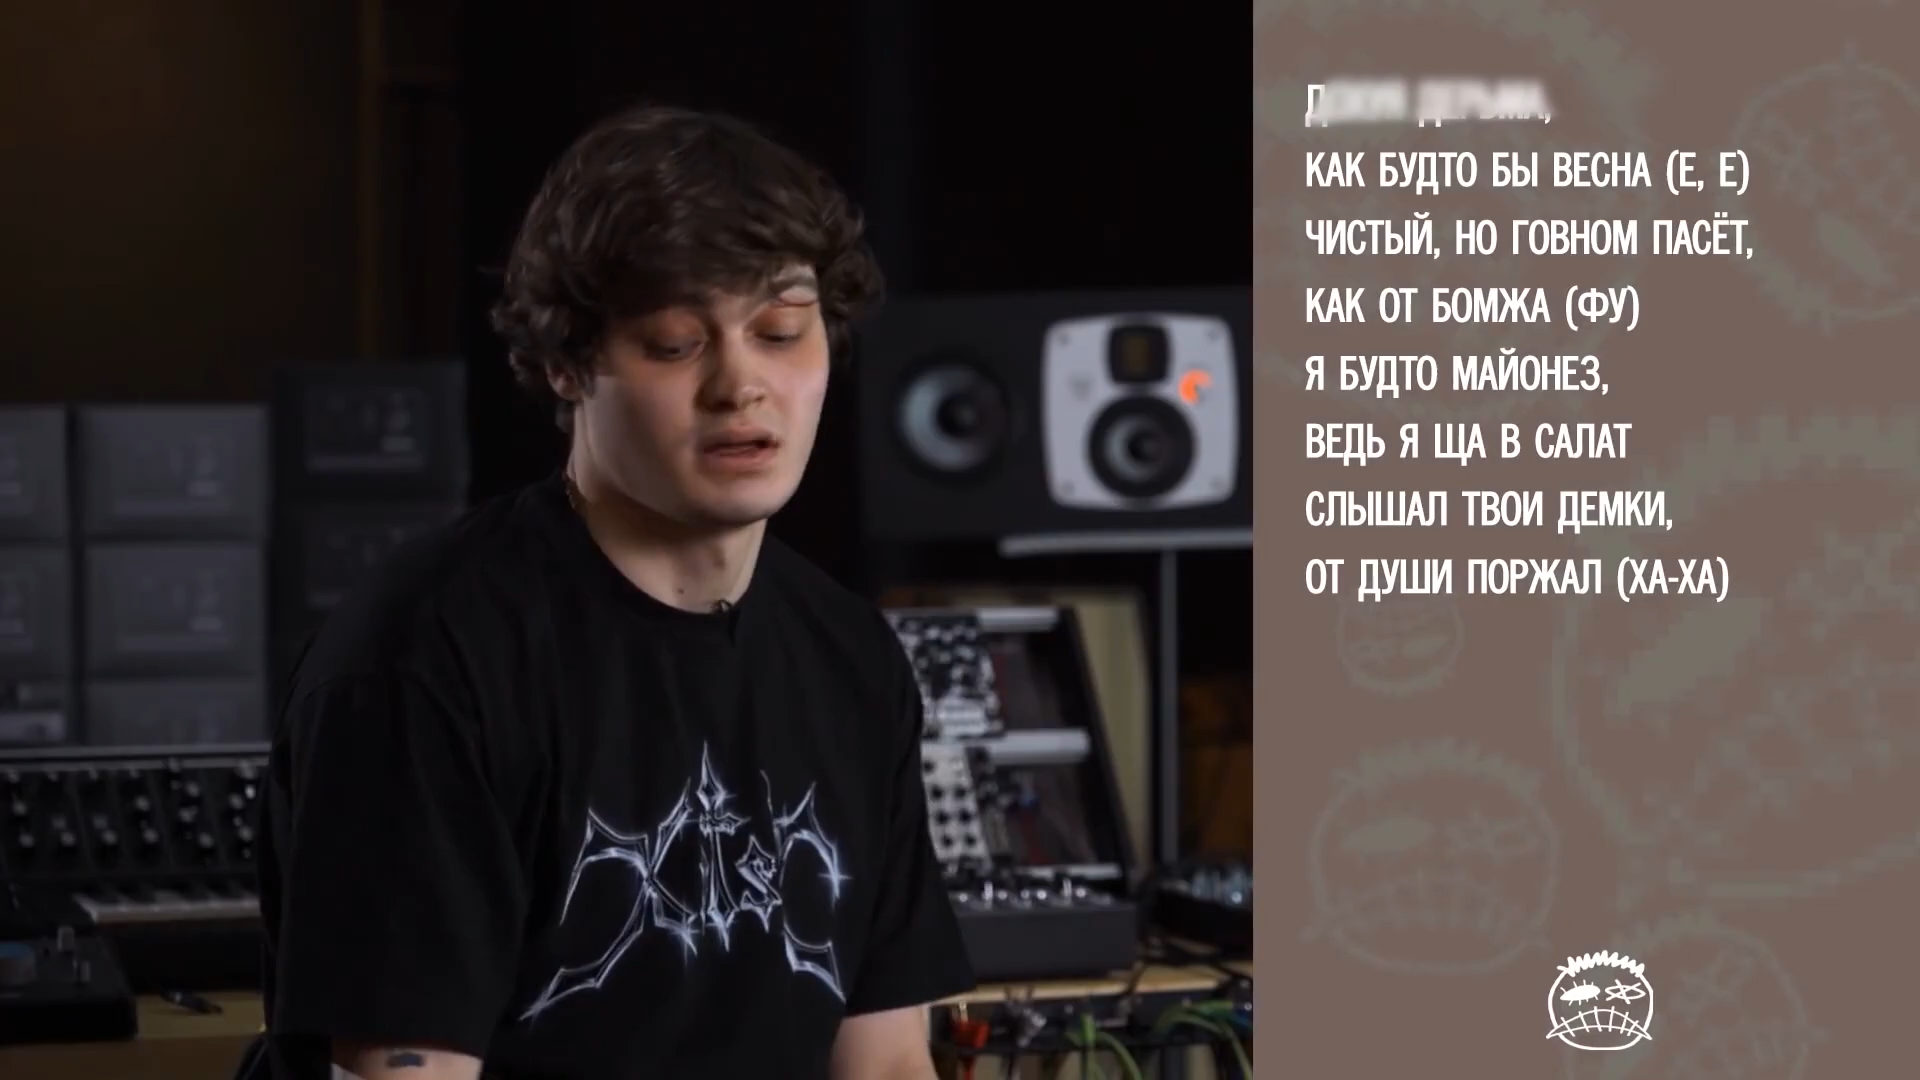 КАК БУДТО БЫ ВЕСНА (Е, Е)
ЧИСТЫЙ, НО ГОВНОМ ПАСЁТ,
КАК ОТ БОМЖА (ФУ)
Я БУДТО МАЙОНЕЗ,
ВЕДЬ Я ЩА В САЛАТ
СЛЫШАЛ ТВОИ ДЕМКИ,
ОТ ДУШИ ПОРЖАЛ (ХА-ХА)